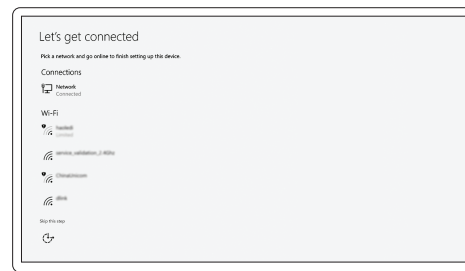 Let's get connected
Pick a network and go online to finish setting up this device.
Connections
Network
Connected
Wi-Fi
service_validation_2.4GHz
ChinaUnicom
dlink
Skip this step